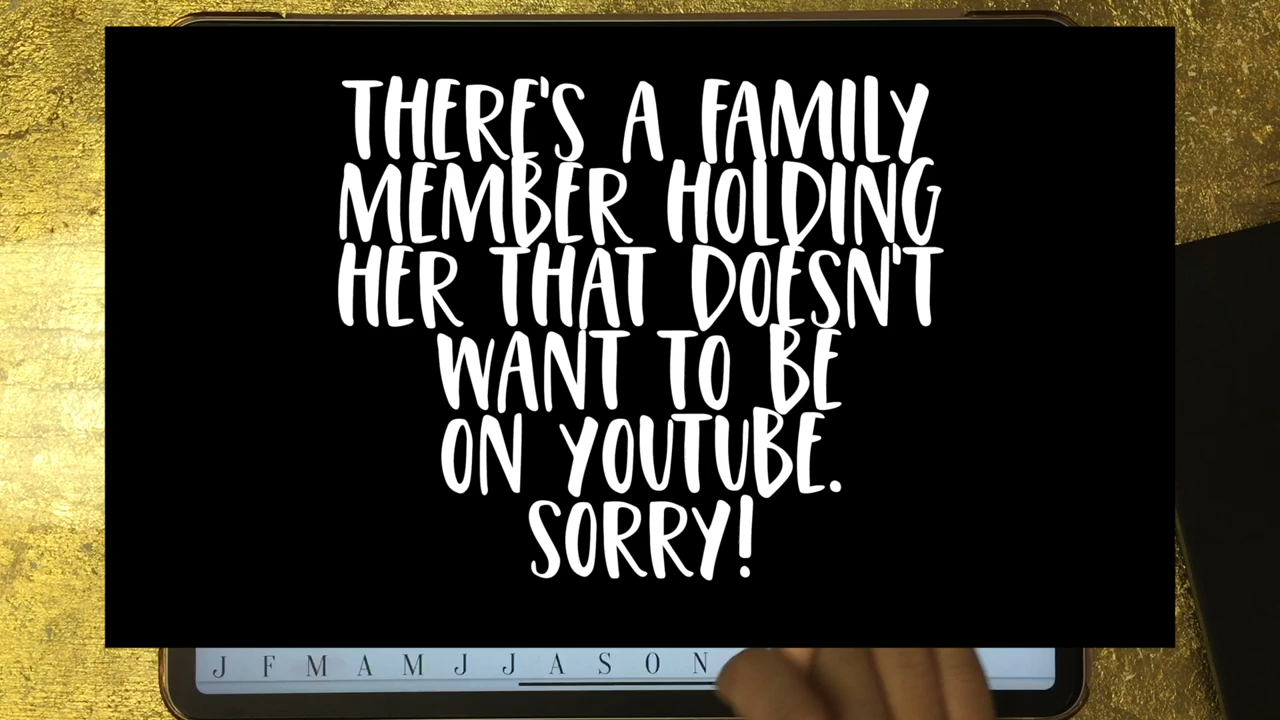 THERE'S A FAMILY
MEMBER HOLDING
HER THAT DOESN'T
WANT TO BE
ON YOUTUBE.
SORRY!
J F M A M J J A S O N